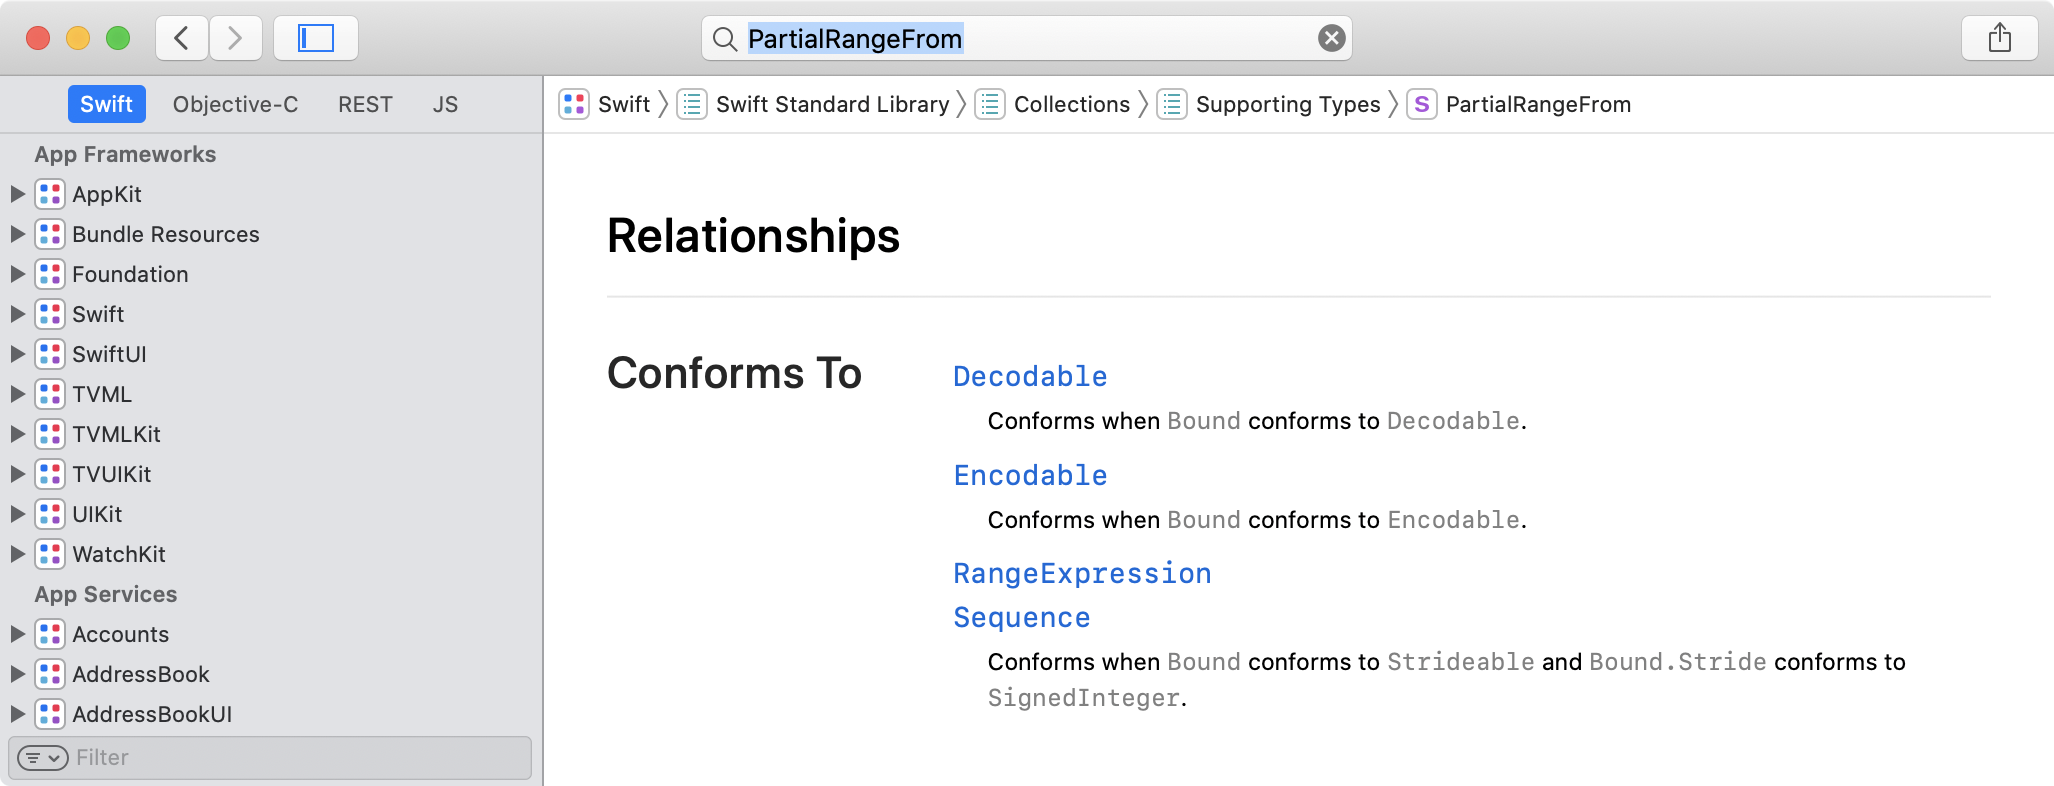 PartialRangeFrom
Swift Objective-C REST JS
App Frameworks
AppKit
Bundle Resources
Foundation
Swift
SwiftUI
TVML
TVMLKit
TVUIKit
UIKit
WatchKit
App Services
Accounts
AddressBook
AddressBookUI
Filter
Swift Swift Standard Library Collections Supporting Types S PartialRangeFrom
Relationships
Conforms To
Decodable
Conforms when Bound conforms to Decodable.
Encodable
Conforms when Bound conforms to Encodable.
RangeExpression
Sequence
Conforms when Bound conforms to Strideable and Bound.Stride conforms to
SignedInteger.